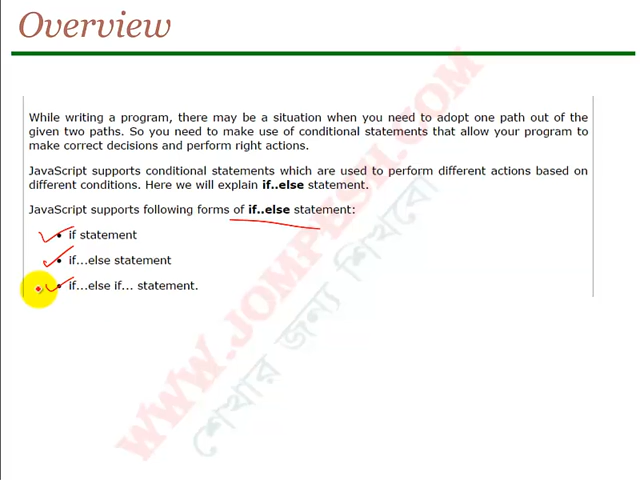 Overview
While writing a program, there may be a situation when you need to adopt one path out of the
given two paths. So you need to make use of conditional statements that allow your program to
make correct decisions and perform right actions.
JavaScript supports conditional statements which are used to perform different actions based on
different conditions. Here we will explain if..else statement.
JavaScript supports following forms of if..else statement:
• if statement
• if...else statement
• if...else if... statement.
WWW.JOMPESH.COM
শেখার জন্য শিখবো